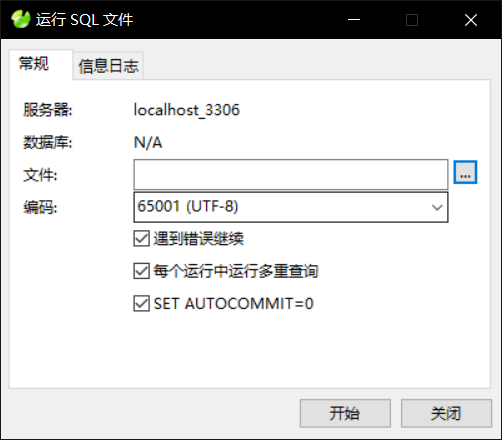 运行 SQL 文件
常规
信息日志
服务器: localhost_3306
数据库: N/A
文件: ...
编码: 65001 (UTF-8)
遇到错误继续
每个运行中运行多重查询
SET AUTOCOMMIT=0
开始 关闭